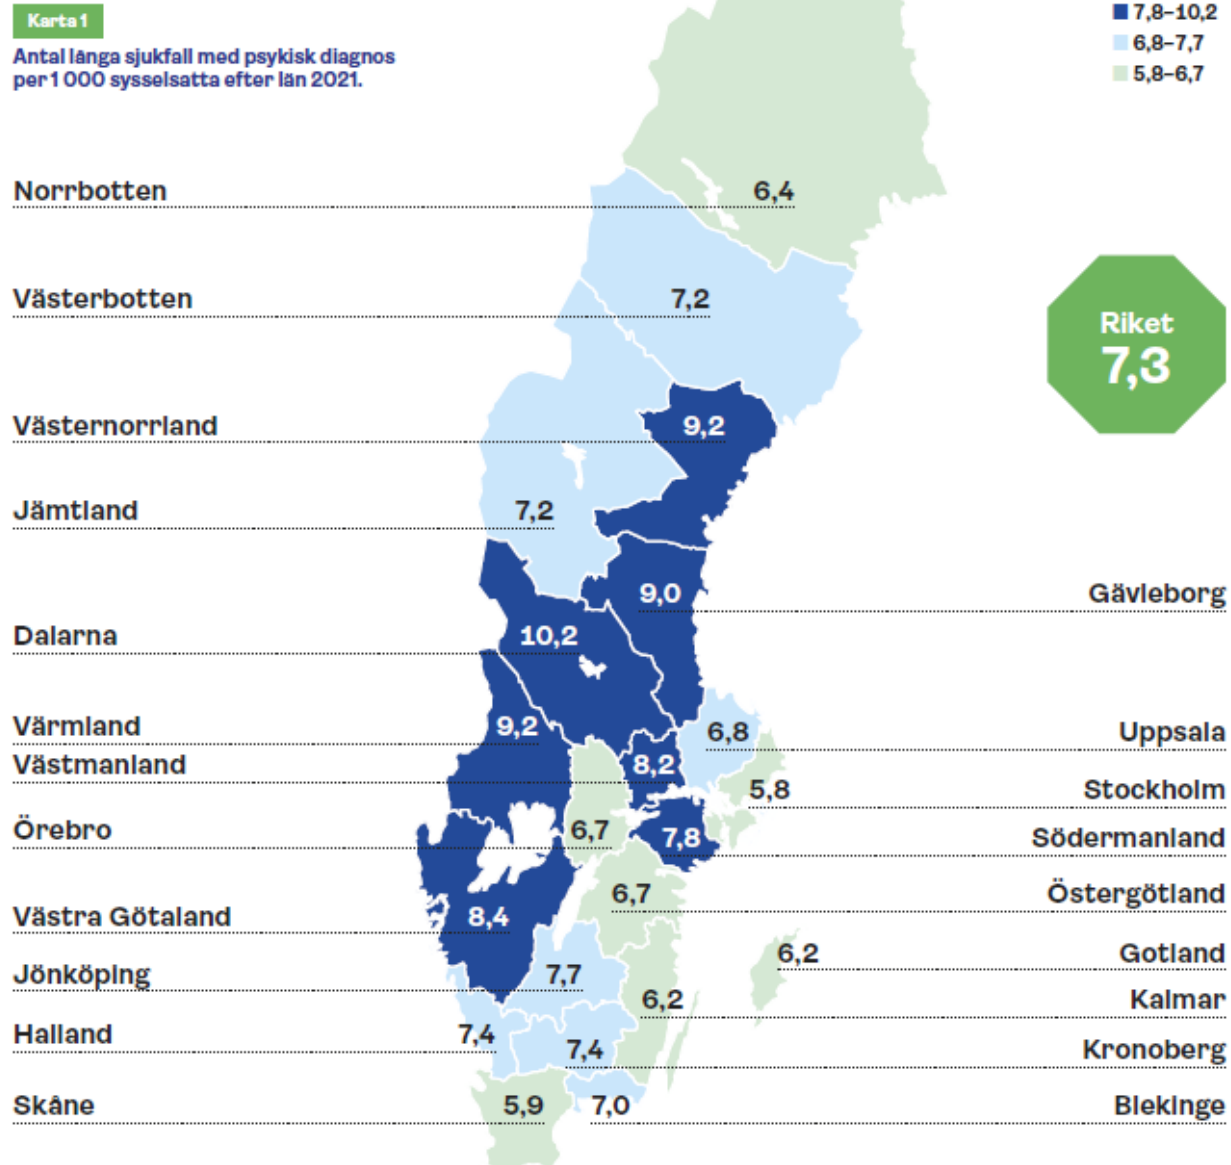 Karta 1
Antal långa sjukfall med psykisk diagnos
per 1 000 sysselsatta efter län 2021.
7,8–10,2
6,8–7,7
5,8–6,7
Norrbotten 6,4
Västerbotten 7,2
Riket
7,3
Västernorrland 9,2
Jämtland 7,2
9,0 Gävleborg
Dalarna 10,2
Värmland 9,2
6,8 Uppsala
Västmanland 8,2
5,8 Stockholm
Örebro 6,7
7,8 Södermanland
6,7 Östergötland
Västra Götaland 8,4
6,2 Gotland
Jönköping 7,7
6,2 Kalmar
Halland 7,4
7,4 Kronoberg
Skåne 5,9
7,0 Blekinge